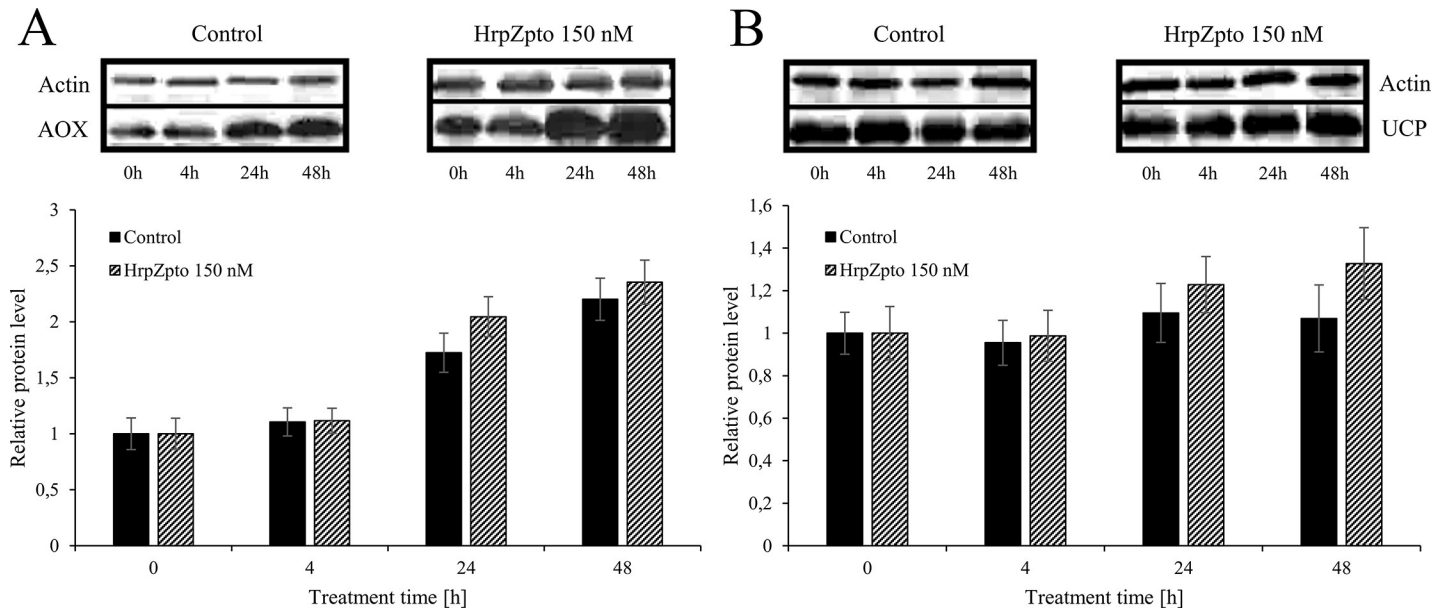 A
Control
HrpZpto 150 nM
Actin
AOX
0h 4h 24h 48h
0h 4h 24h 48h
3
2,5
2
1,5
1
0,5
0
Relative protein level
Control
HrpZpto 150 nM
0 4 24 48
Treatment time [h]
B
Control
HrpZpto 150 nM
Actin
UCP
0h 4h 24h 48h
0h 4h 24h 48h
1,6
1,4
1,2
1
0,8
0,6
0,4
0,2
0
Relative protein level
Control
HrpZpto 150 nM
0 4 24 48
Treatment time [h]